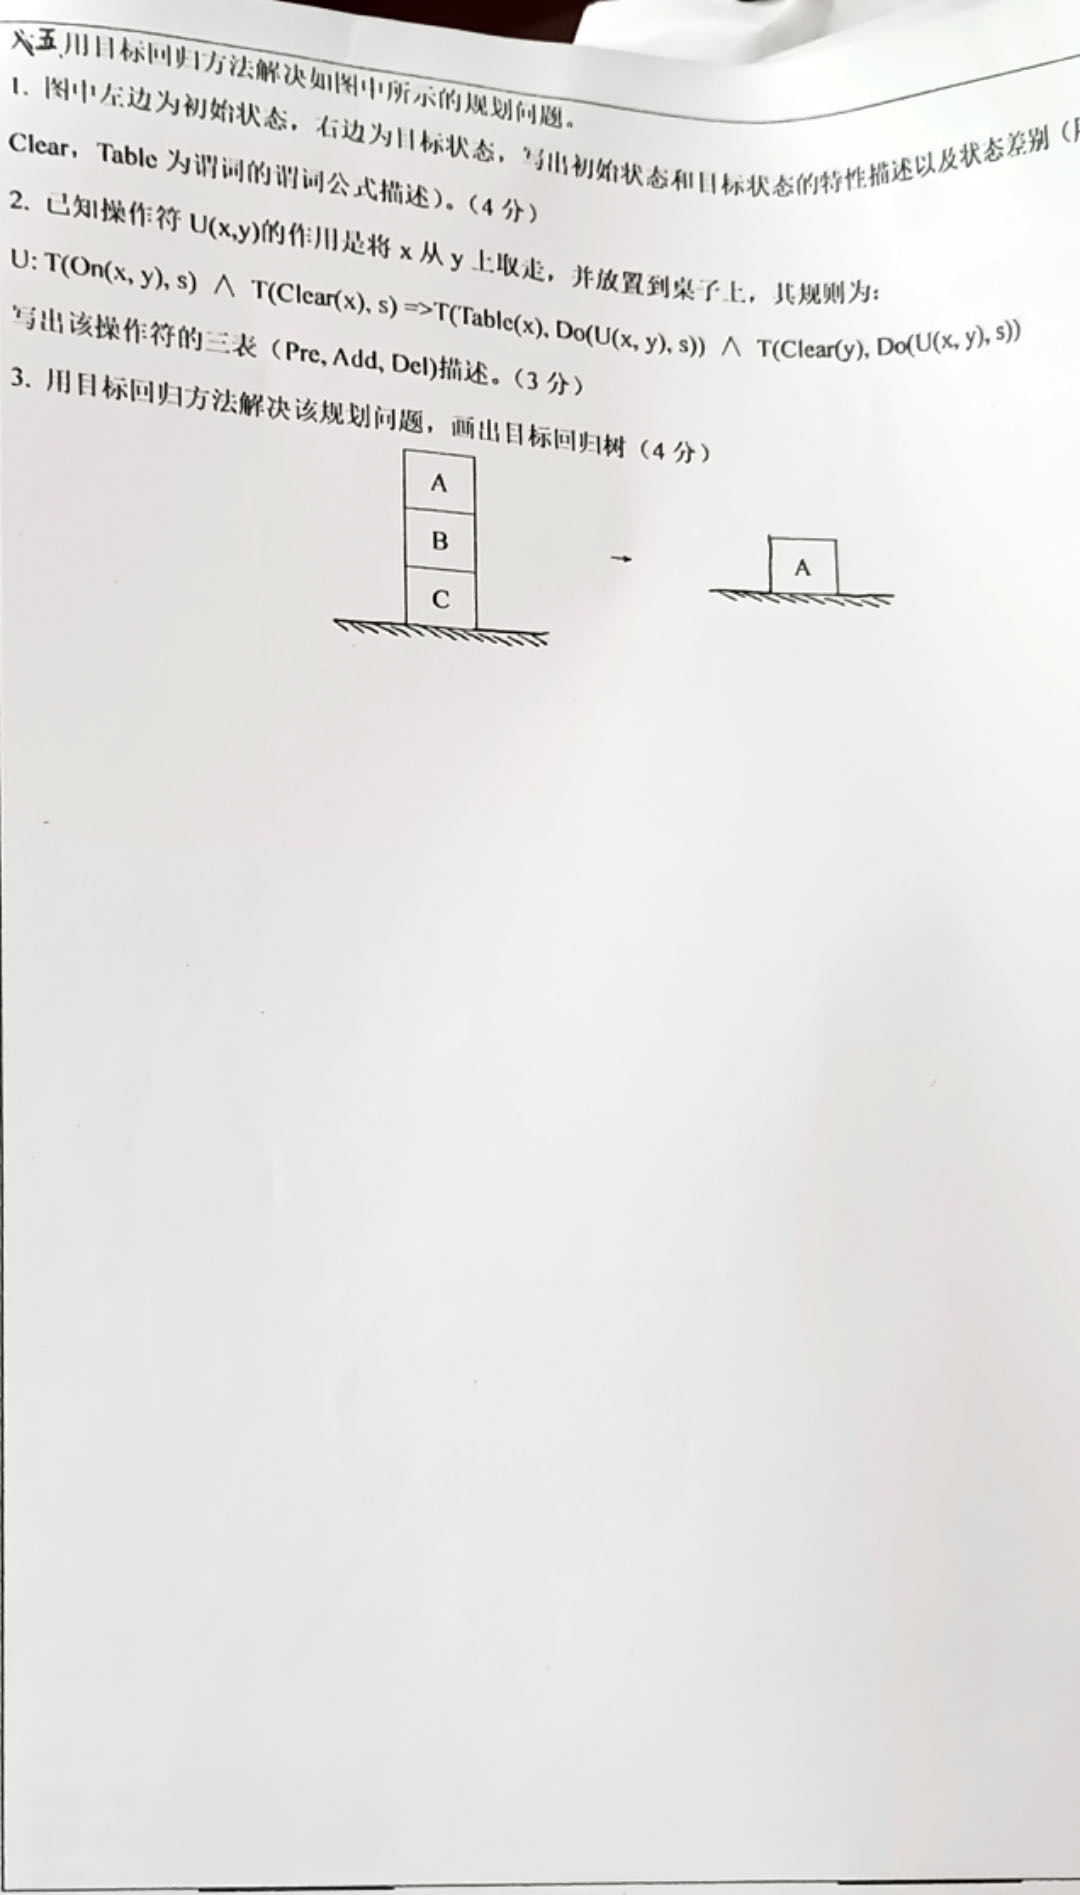 五 用目标回归方法解决如图中所示的规划问题。
1. 图中左边为初始状态，右边为目标状态，写出初始状态和目标状态的特性描述以及状态差别（
Clear，Table 为谓词的谓词公式描述）。（4 分）
2. 已知操作符 U(x,y)的作用是将 x 从 y 上取走，并放置到桌子上，其规则为：
U: T(On(x, y), s) ∧ T(Clear(x), s) =>T(Table(x), Do(U(x, y), s)) ∧ T(Clear(y), Do(U(x, y), s))
写出该操作符的三表（Pre, Add, Del)描述。（3 分）
3. 用目标回归方法解决该规划问题，画出目标回归树（4 分）
A
B
C
→
A